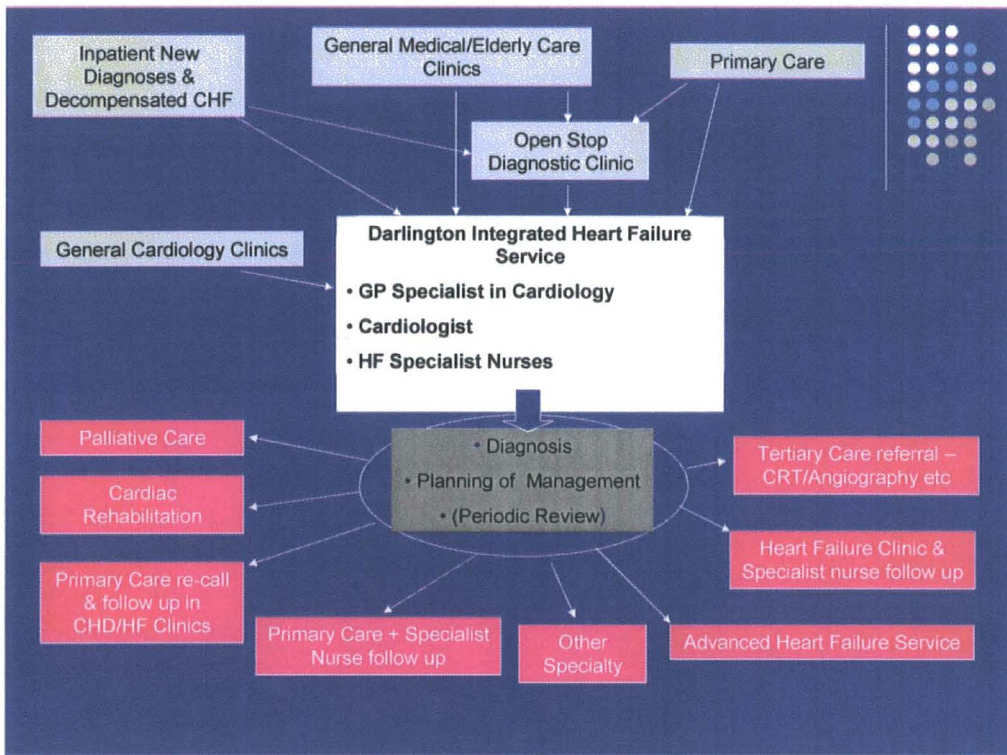 Inpatient New
Diagnoses &
Decompensated CHF
General Medical/Elderly Care
Clinics
Primary Care
Open Stop
Diagnostic Clinic
General Cardiology Clinics
Darlington Integrated Heart Failure
Service
• GP Specialist in Cardiology
• Cardiologist
• HF Specialist Nurses
• Diagnosis
• Planning of Management
• (Periodic Review)
Palliative Care
Cardiac
Rehabilitation
Primary Care re-call
& follow up in
CHD/HF Clinics
Primary Care + Specialist
Nurse follow up
Other
Specialty
Advanced Heart Failure Service
Heart Failure Clinic &
Specialist nurse follow up
Tertiary Care referral –
CRT/Angiography etc